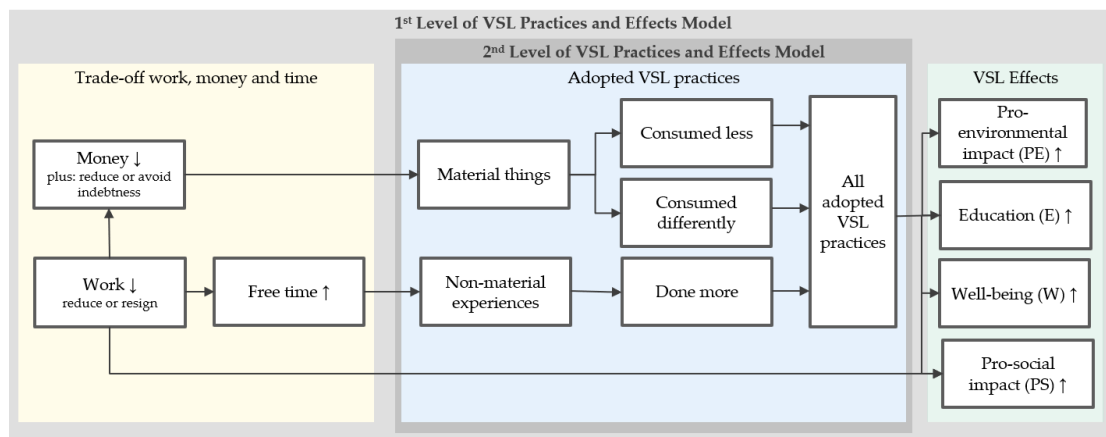 1st Level of VSL Practices and Effects Model
2nd Level of VSL Practices and Effects Model
Trade-off work, money and time
Adopted VSL practices
VSL Effects
Money ↓
plus: reduce or avoid
indebtness
Work ↓
reduce or resign
Free time ↑
Material things
Non-material
experiences
Consumed less
Consumed
differently
Done more
All
adopted
VSL
practices
Pro-
environmental
impact (PE) ↑
Education (E) ↑
Well-being (W) ↑
Pro-social
impact (PS) ↑